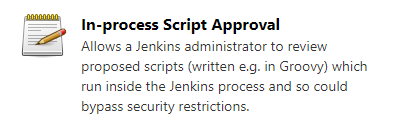 In-process Script Approval
Allows a Jenkins administrator to review
proposed scripts (written e.g. in Groovy) which
run inside the Jenkins process and so could
bypass security restrictions.